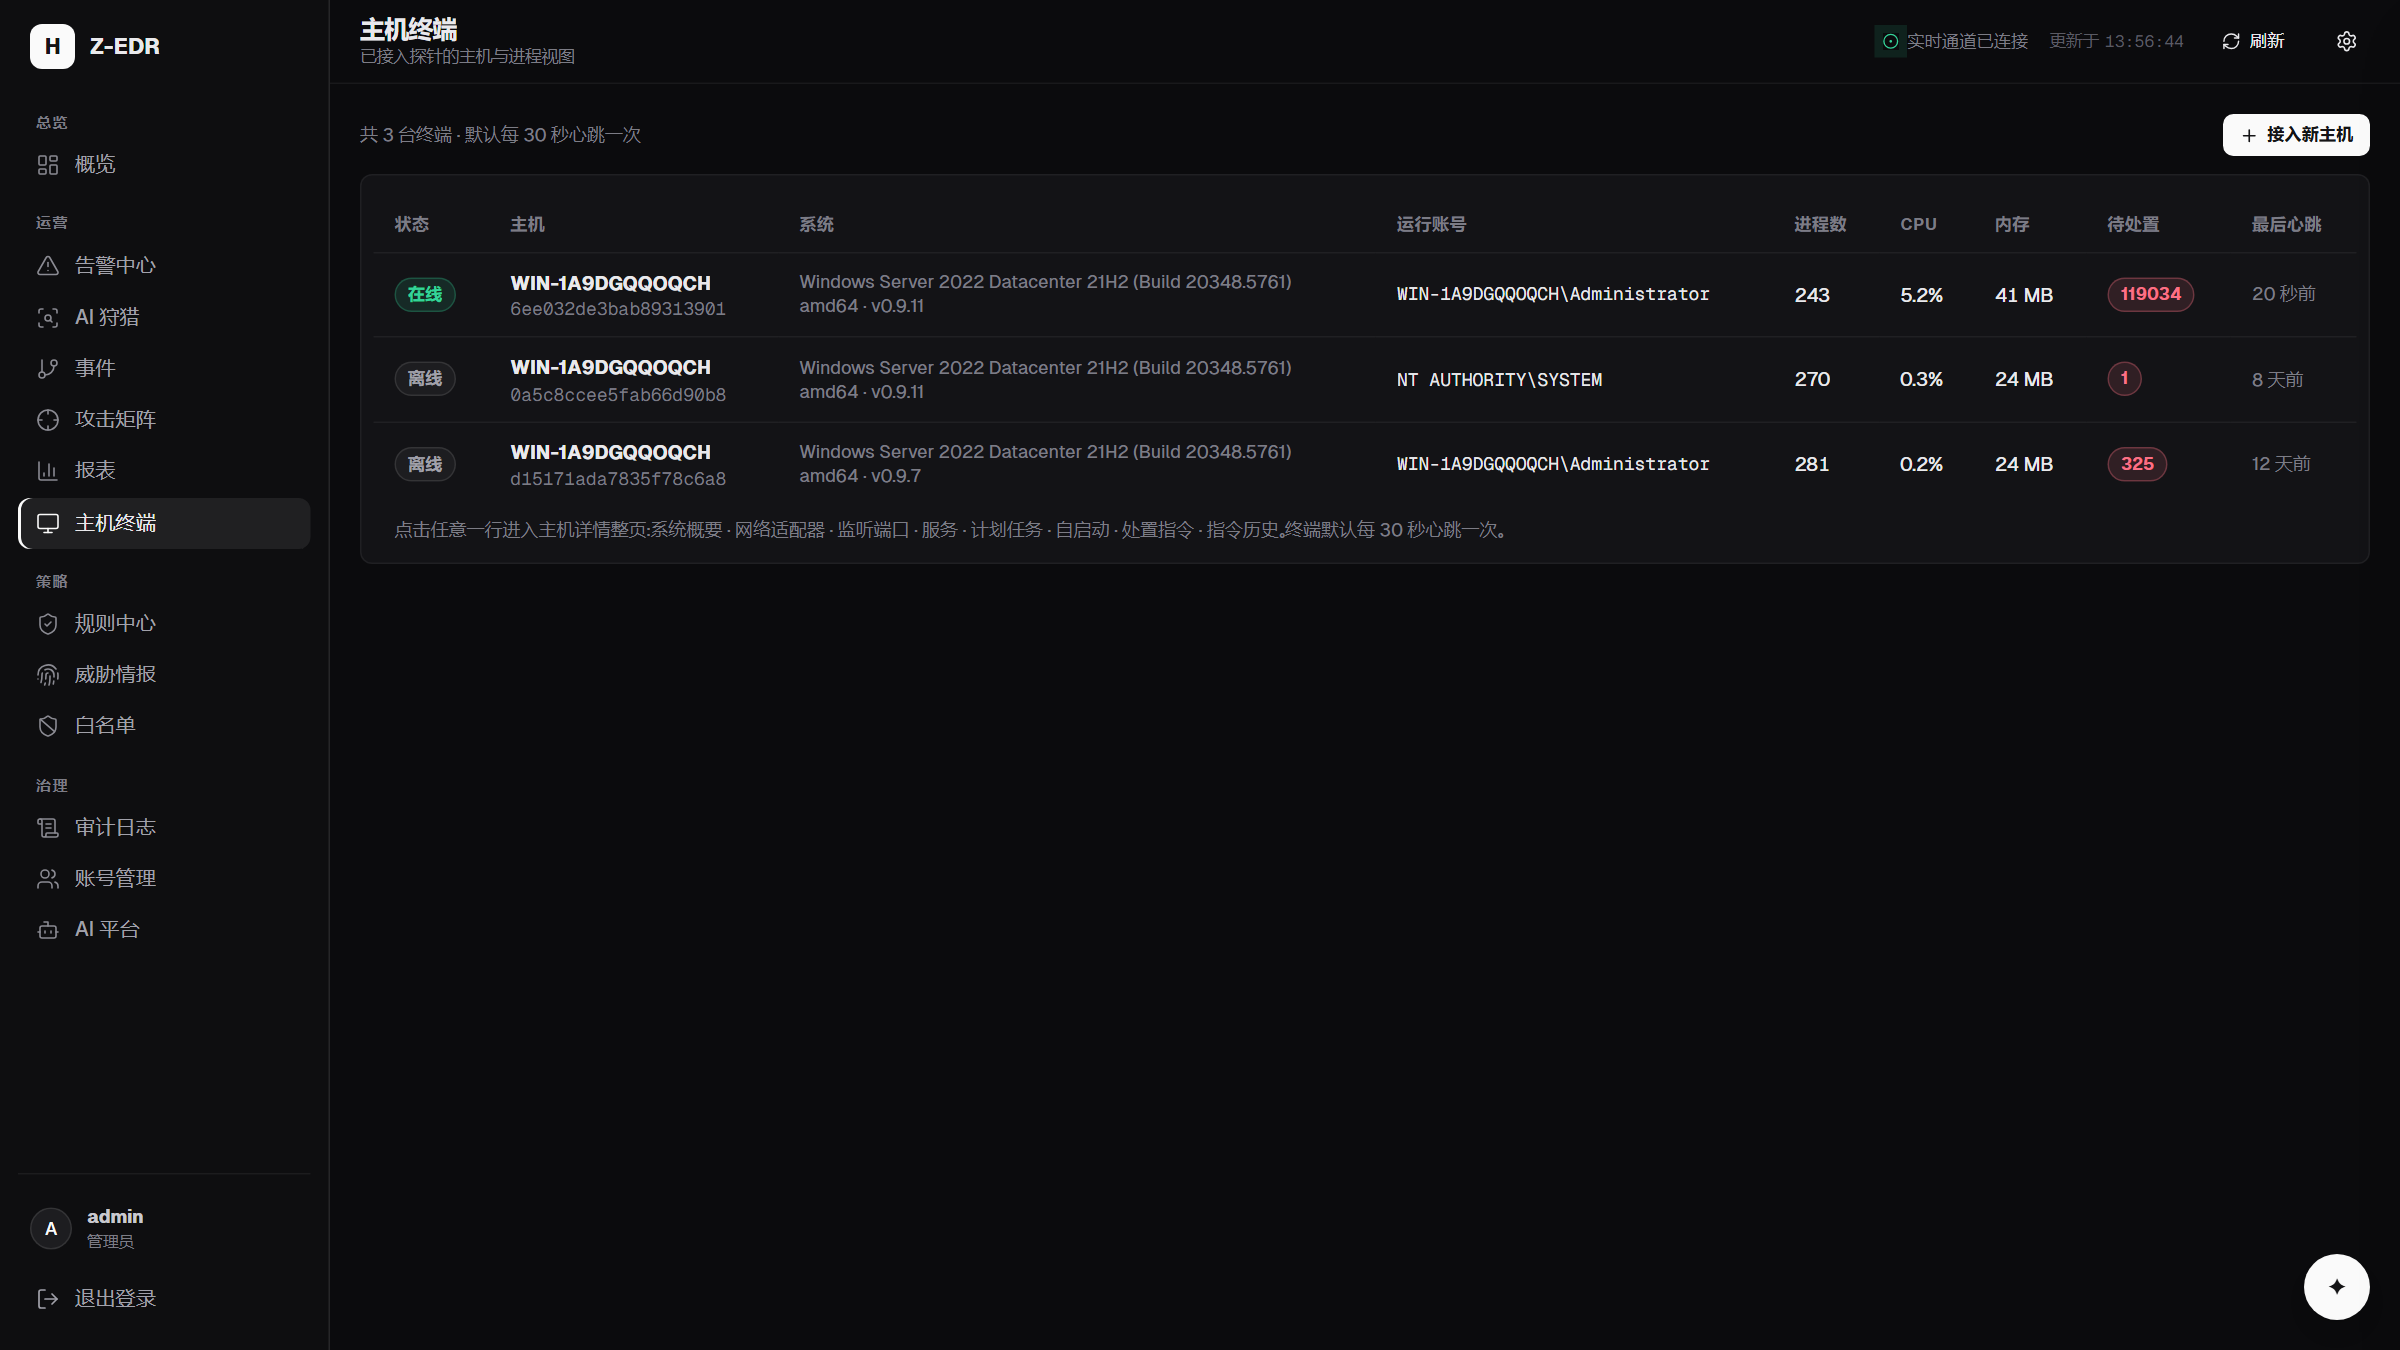 H Z-EDR
总览
概览
运营
告警中心
AI 狩猎
事件
攻击矩阵
报表
主机终端
策略
规则中心
威胁情报
白名单
治理
审计日志
账号管理
AI 平台
A admin
管理员
退出登录
主机终端
已接入探针的主机与进程视图
实时通道已连接 更新于 13:56:44 刷新
共 3 台终端 · 默认每 30 秒心跳一次
+ 接入新主机
状态 主机 系统 运行账号 进程数 CPU 内存 待处置 最后心跳
在线 WIN-1A9DGQQOQCH Windows Server 2022 Datacenter 21H2 (Build 20348.5761) WIN-1A9DGQQOQCH\Administrator 243 5.2% 41 MB 119034 20 秒前
6ee032de3bab89313901 amd64 · v0.9.11
离线 WIN-1A9DGQQOQCH Windows Server 2022 Datacenter 21H2 (Build 20348.5761) NT AUTHORITY\SYSTEM 270 0.3% 24 MB 1 8 天前
0a5c8ccee5fab66d90b8 amd64 · v0.9.11
离线 WIN-1A9DGQQOQCH Windows Server 2022 Datacenter 21H2 (Build 20348.5761) WIN-1A9DGQQOQCH\Administrator 281 0.2% 24 MB 325 12 天前
d15171ada7835f78c6a8 amd64 · v0.9.7
点击任意一行进入主机详情整页:系统概要 · 网络适配器 · 监听端口 · 服务 · 计划任务 · 自启动 · 处置指令 · 指令历史。终端默认每 30 秒心跳一次。